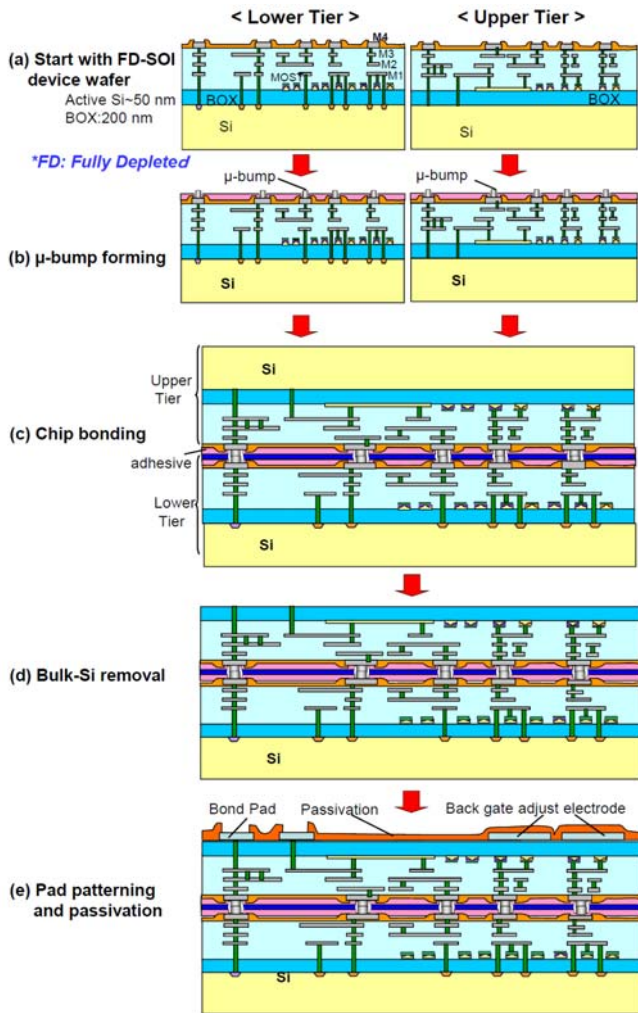 < Lower Tier >
< Upper Tier >
(a) Start with FD-SOI
device wafer
Active Si~50 nm
BOX:200 nm
*FD: Fully Depleted
M4
M3
M2
M1
MOST
BOX
Si
BOX
Si
μ-bump
μ-bump
(b) μ-bump forming
Si
Si
Upper
Tier
Si
(c) Chip bonding
adhesive
Lower
Tier
Si
(d) Bulk-Si removal
Si
Bond Pad
Passivation
Back gate adjust electrode
(e) Pad patterning
and passivation
Si